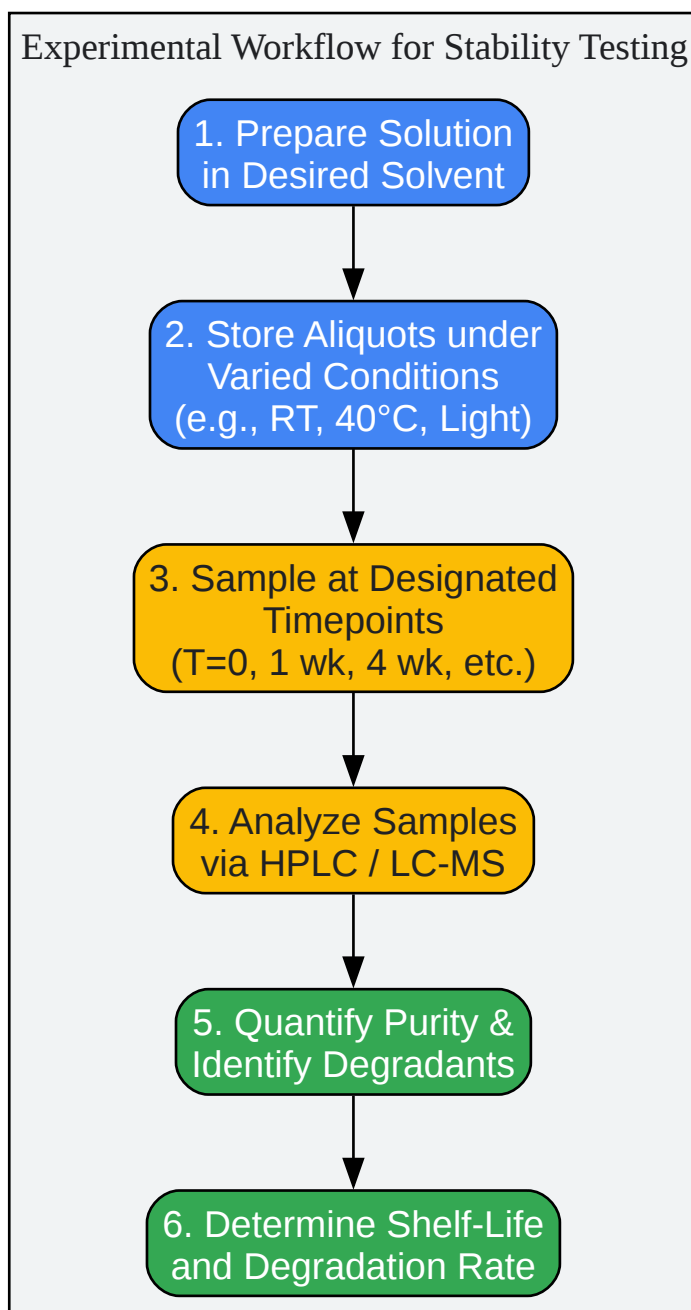 Experimental Workflow for Stability Testing
1. Prepare Solution
in Desired Solvent
2. Store Aliquots under
Varied Conditions
(e.g., RT, 40°C, Light)
3. Sample at Designated
Timepoints
(T=0, 1 wk, 4 wk, etc.)
4. Analyze Samples
via HPLC / LC-MS
5. Quantify Purity &
Identify Degradants
6. Determine Shelf-Life
and Degradation Rate